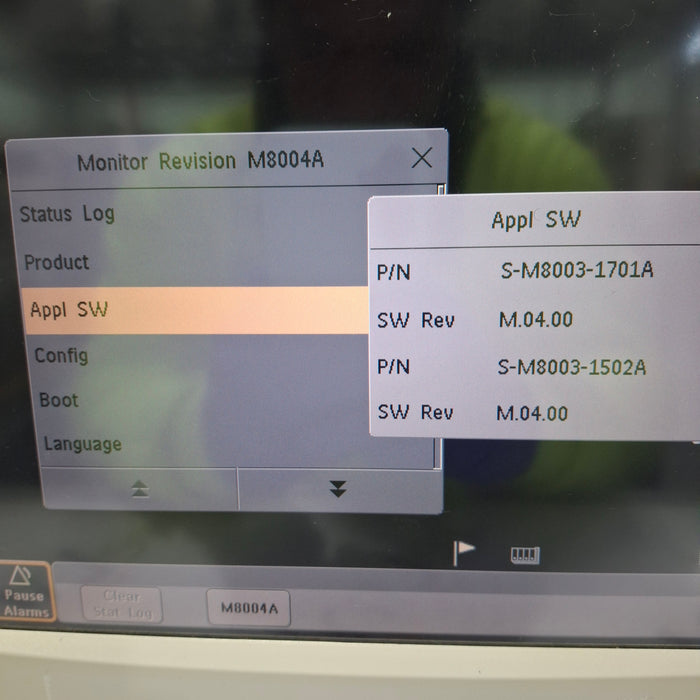 Monitor Revision M8004A
Status Log
Product
Appl SW
Config
Boot
Language
Appl SW
P/N S-M8003-1701A
SW Rev M.04.00
P/N S-M8003-1502A
SW Rev M.04.00
Pause
Alarms
Clear
Stat Log
M8004A